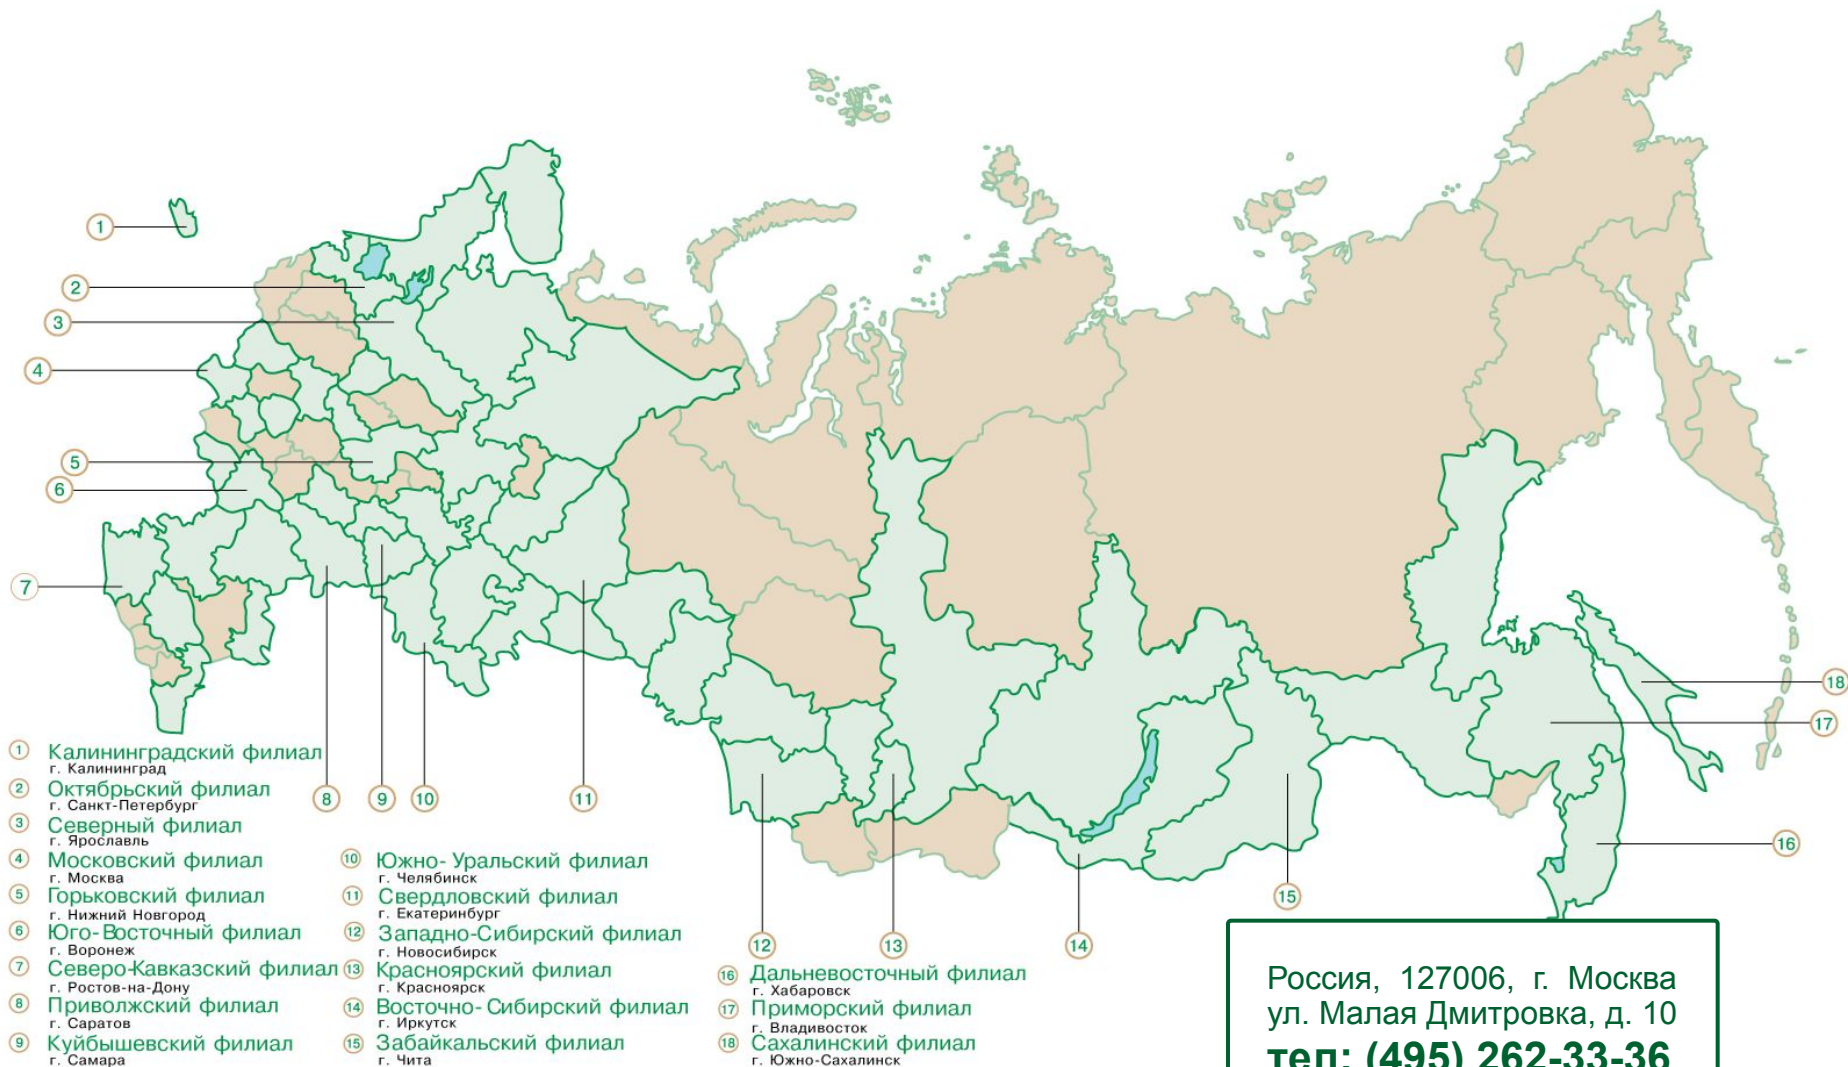 1
2
3
4
5
6
7
8
9
10
11
12
13
14
15
16
17
18
1 Калининградский филиал
г. Калининград
2 Октябрьский филиал
г. Санкт-Петербург
3 Северный филиал
г. Ярославль
4 Московский филиал
г. Москва
5 Горьковский филиал
г. Нижний Новгород
6 Юго-Восточный филиал
г. Воронеж
7 Северо-Кавказский филиал
г. Ростов-на-Дону
8 Приволжский филиал
г. Саратов
9 Куйбышевский филиал
г. Самара
10 Южно- Уральский филиал
г. Челябинск
11 Свердловский филиал
г. Екатеринбург
12 Западно-Сибирский филиал
г. Новосибирск
13 Красноярский филиал
г. Красноярск
14 Восточно- Сибирский филиал
г. Иркутск
15 Забайкальский филиал
г. Чита
16 Дальневосточный филиал
г. Хабаровск
17 Приморский филиал
г. Владивосток
18 Сахалинский филиал
г. Южно-Сахалинск
Россия, 127006, г. Москва
ул. Малая Дмитровка, д. 10
тел: (495) 262-33-36